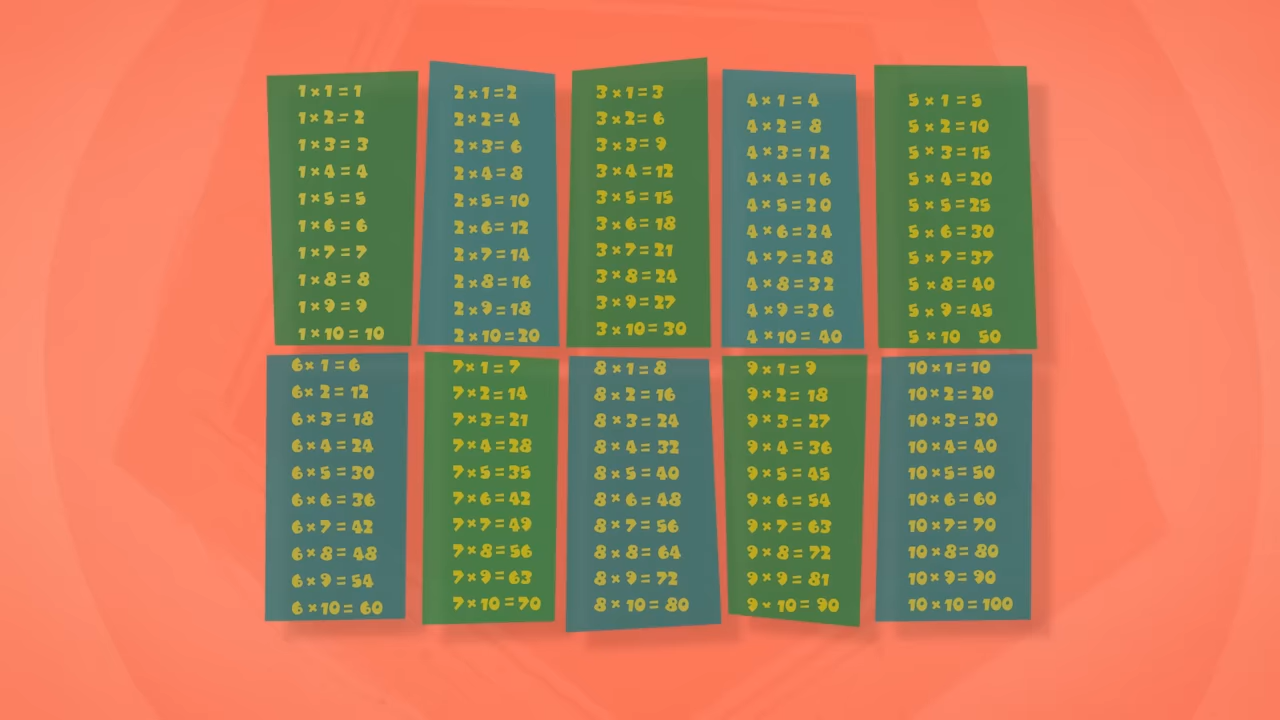 1 × 1 = 1
1 × 2 = 2
1 × 3 = 3
1 × 4 = 4
1 × 5 = 5
1 × 6 = 6
1 × 7 = 7
1 × 8 = 8
1 × 9 = 9
1 × 10 = 10
2 × 1 = 2
2 × 2 = 4
2 × 3 = 6
2 × 4 = 8
2 × 5 = 10
2 × 6 = 12
2 × 7 = 14
2 × 8 = 16
2 × 9 = 18
2 × 10 = 20
3 × 1 = 3
3 × 2 = 6
3 × 3 = 9
3 × 4 = 12
3 × 5 = 15
3 × 6 = 18
3 × 7 = 21
3 × 8 = 24
3 × 9 = 27
3 × 10 = 30
4 × 1 = 4
4 × 2 = 8
4 × 3 = 12
4 × 4 = 16
4 × 5 = 20
4 × 6 = 24
4 × 7 = 28
4 × 8 = 32
4 × 9 = 36
4 × 10 = 40
5 × 1 = 5
5 × 2 = 10
5 × 3 = 15
5 × 4 = 20
5 × 5 = 25
5 × 6 = 30
5 × 7 = 37
5 × 8 = 40
5 × 9 = 45
5 × 10 50
6 × 1 = 6
6 × 2 = 12
6 × 3 = 18
6 × 4 = 24
6 × 5 = 30
6 × 6 = 36
6 × 7 = 42
6 × 8 = 48
6 × 9 = 54
6 × 10 = 60
7 × 1 = 7
7 × 2 = 14
7 × 3 = 21
7 × 4 = 28
7 × 5 = 35
7 × 6 = 42
7 × 7 = 49
7 × 8 = 56
7 × 9 = 63
7 × 10 = 70
8 × 1 = 8
8 × 2 = 16
8 × 3 = 24
8 × 4 = 32
8 × 5 = 40
8 × 6 = 48
8 × 7 = 56
8 × 8 = 64
8 × 9 = 72
8 × 10 = 80
9 × 1 = 9
9 × 2 = 18
9 × 3 = 27
9 × 4 = 36
9 × 5 = 45
9 × 6 = 54
9 × 7 = 63
9 × 8 = 72
9 × 9 = 81
9 × 10 = 90
10 × 1 = 10
10 × 2 = 20
10 × 3 = 30
10 × 4 = 40
10 × 5 = 50
10 × 6 = 60
10 × 7 = 70
10 × 8 = 80
10 × 9 = 90
10 × 10 = 100